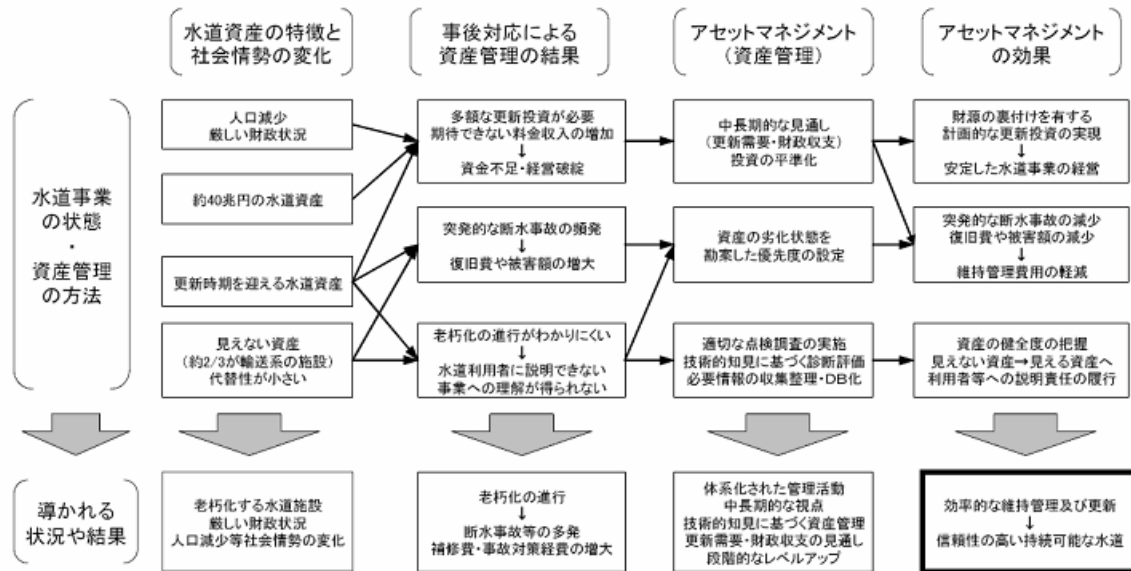 水道資産の特徴と
社会情勢の変化
事後対応による
資産管理の結果
アセットマネジメント
(資産管理)
アセットマネジメント
の効果
水道事業
の状態
・
資産管理
の方法
人口減少
厳しい財政状況
約40兆円の水道資産
更新時期を迎える水道資産
見えない資産
(約2/3が輸送系の施設)
代替性が小さい
多額な更新投資が必要
期待できない料金収入の増加
↓
資金不足・経営破綻
突発的な断水事故の頻発
↓
復旧費や被害額の増大
老朽化の進行がわかりにくい
↓
水道利用者に説明できない
事業への理解が得られない
中長期的な見通し
(更新需要・財政収支)
投資の平準化
資産の劣化状態を
勘案した優先度の設定
適切な点検調査の実施
技術的知見に基づく診断評価
必要情報の収集整理・DB化
財源の裏付けを有する
計画的な更新投資の実現
↓
安定した水道事業の経営
突発的な断水事故の減少
復旧費や被害額の減少
↓
維持管理費用の軽減
資産の健全度の把握
見えない資産→見える資産へ
利用者等への説明責任の履行
導かれる
状況や結果
老朽化する水道施設
厳しい財政状況
人口減少等社会情勢の変化
老朽化の進行
↓
断水事故等の多発
補修費・事故対策経費の増大
体系化された管理活動
中長期的な視点
技術的知見に基づく資産管理
更新需要・財政収支の見通し
段階的なレベルアップ
効率的な維持管理及び更新
↓
信頼性の高い持続可能な水道